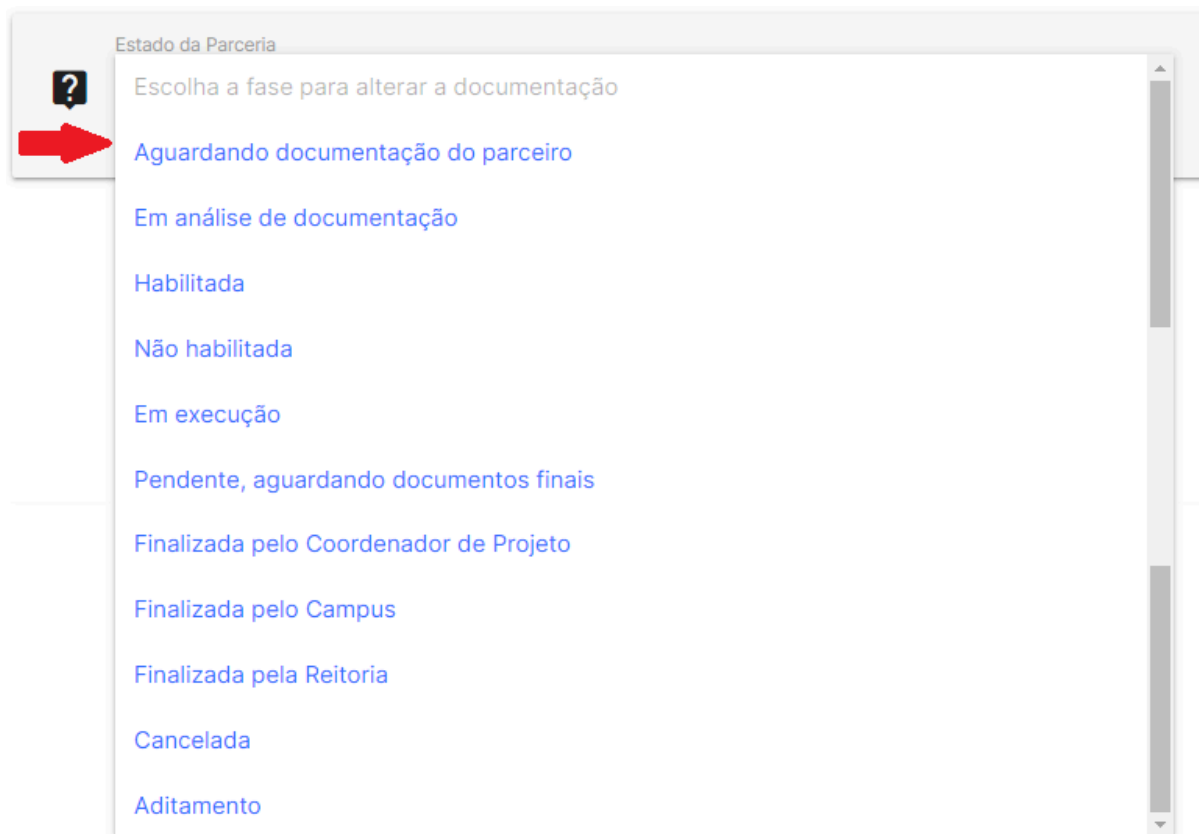 Estado da Parceria
Escolha a fase para alterar a documentação
Aguardando documentação do parceiro
Em análise de documentação
Habilitada
Não habilitada
Em execução
Pendente, aguardando documentos finais
Finalizada pelo Coordenador de Projeto
Finalizada pelo Campus
Finalizada pela Reitoria
Cancelada
Aditamento